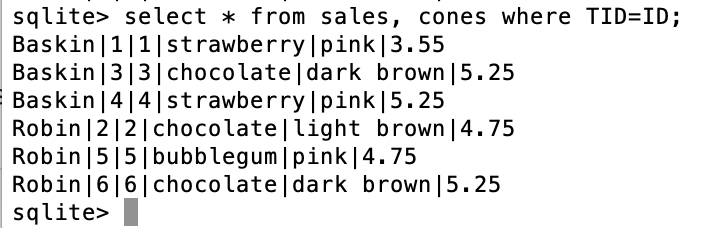 sqlite> select * from sales, cones where TID=ID;
Baskin|1|1|strawberry|pink|3.55
Baskin|3|3|chocolate|dark brown|5.25
Baskin|4|4|strawberry|pink|5.25
Robin|2|2|chocolate|light brown|4.75
Robin|5|5|bubblegum|pink|4.75
Robin|6|6|chocolate|dark brown|5.25
sqlite>